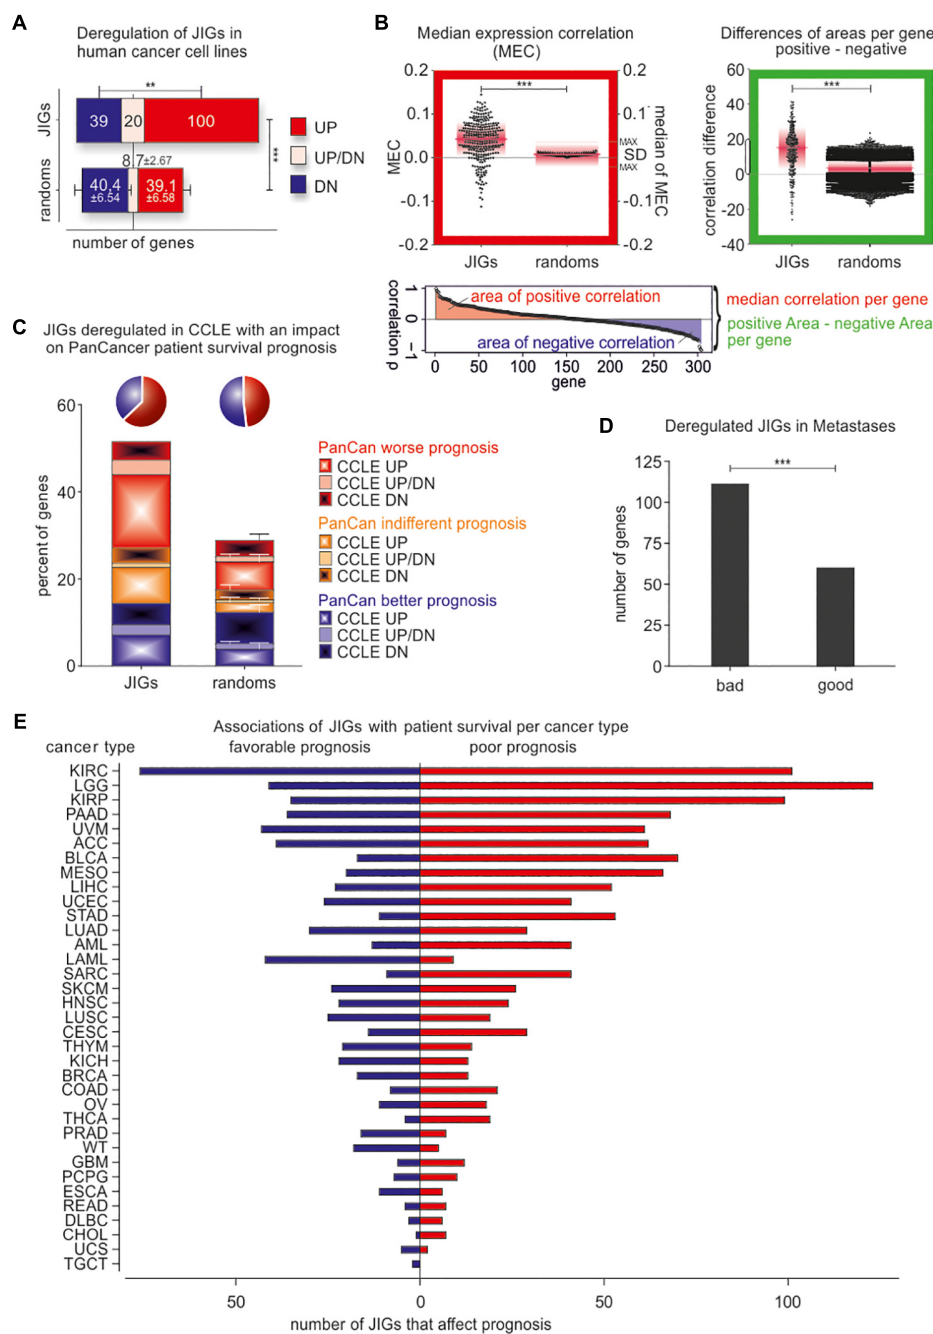 A
Deregulation of JIGs in
human cancer cell lines
**
JIGs
39
20
100
UP
UP/DN
DN
***
randoms
8.7±2.67
40.4
±6.54
39.1
±6.58
number of genes
B
Median expression correlation
(MEC)
0.2
0.1
0.0
-0.1
-0.2
MEC
***
0.2
0.1
MAX
SD
MAX
-0.1
-0.2
median of MEC
JIGs
randoms
Differences of areas per gene
positive - negative
60
40
20
0
-20
-40
correlation difference
***
JIGs
randoms
1
0
-1
correlation ρ
area of positive correlation
area of negative correlation
0
50
100
150
200
250
300
gene
median correlation per gene
positive Area - negative Area
per gene
C
JIGs deregulated in CCLE with an impact
on PanCancer patient survival prognosis
60
40
20
0
percent of genes
JIGs
randoms
PanCan worse prognosis
CCLE UP
CCLE UP/DN
CCLE DN
PanCan indifferent prognosis
CCLE UP
CCLE UP/DN
CCLE DN
PanCan better prognosis
CCLE UP
CCLE UP/DN
CCLE DN
D
Deregulated JIGs in Metastases
125
100
75
50
25
0
number of genes
***
bad
good
E
Associations of JIGs with patient survival per cancer type
cancer type
favorable prognosis
poor prognosis
KIRC
LGG
KIRP
PAAD
UVM
ACC
BLCA
MESO
LIHC
UCEC
STAD
LUAD
AML
LAML
SARC
SKCM
HNSC
LUSC
CESC
THYM
KICH
BRCA
COAD
OV
THCA
PRAD
WT
GBM
PCPG
ESCA
READ
DLBC
CHOL
UCS
TGCT
50
0
50
100
number of JIGs that affect prognosis